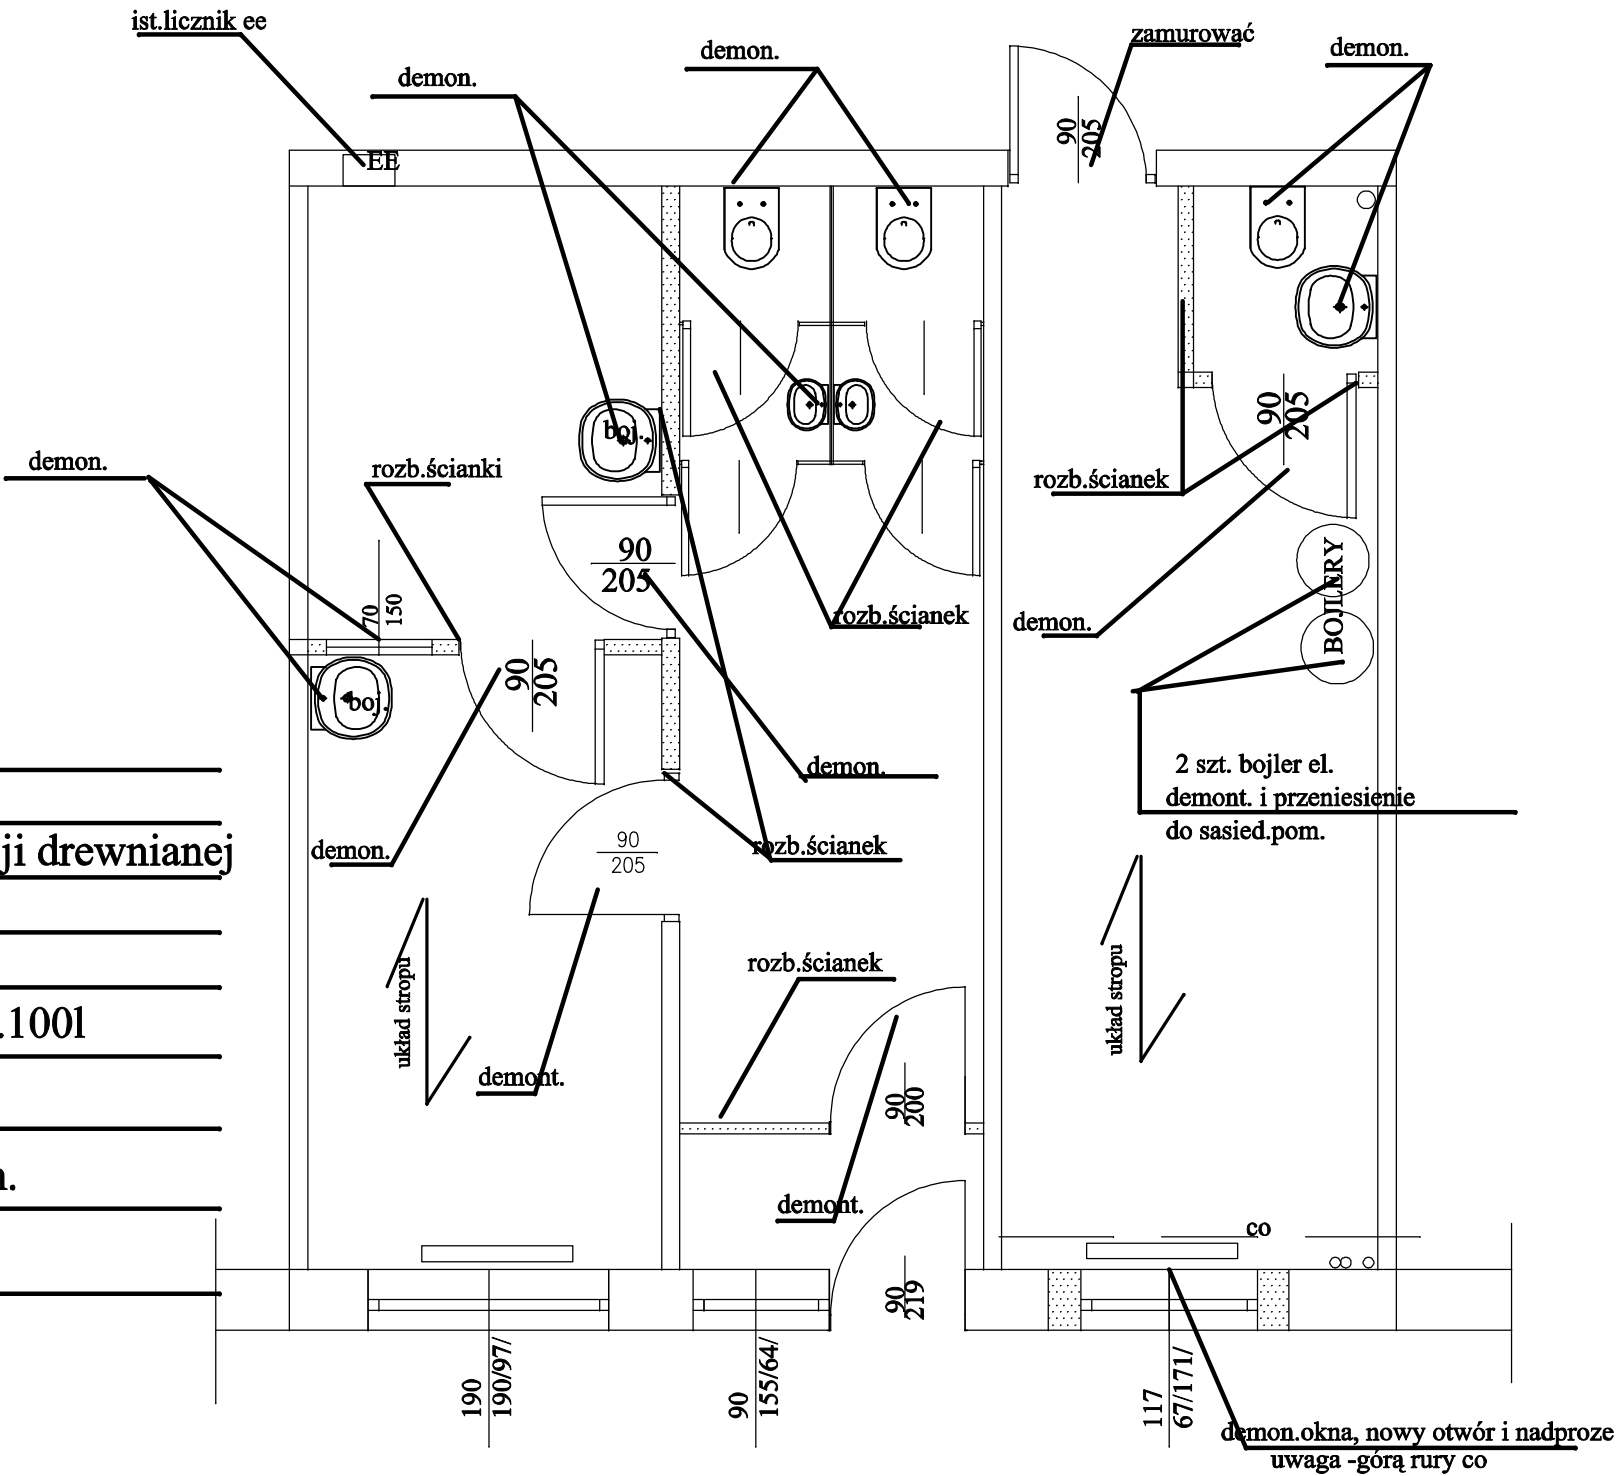 ist.licznik ee
demon.
demon.
zamurować
demon.
EE
90
205
boj.
90
205
demon.
rozb.ścianki
rozb.ścianek
90
205
70
150
rozb.ścianek
demon.
BOJLERY
90
205
boj.
demon.
2 szt. bojler el.
demont. i przeniesienie
do sasied.pom.
ji drewnianej
demon.
90
205
rozb.ścianek
układ stropu
rozb.ścianek
układ stropu
.100l
demont.
90
200
demont.
co
90
219
190
190/97/
90
155/64/
117
67/171/
demon.okna, nowy otwór i nadproze
uwaga -górą rury co